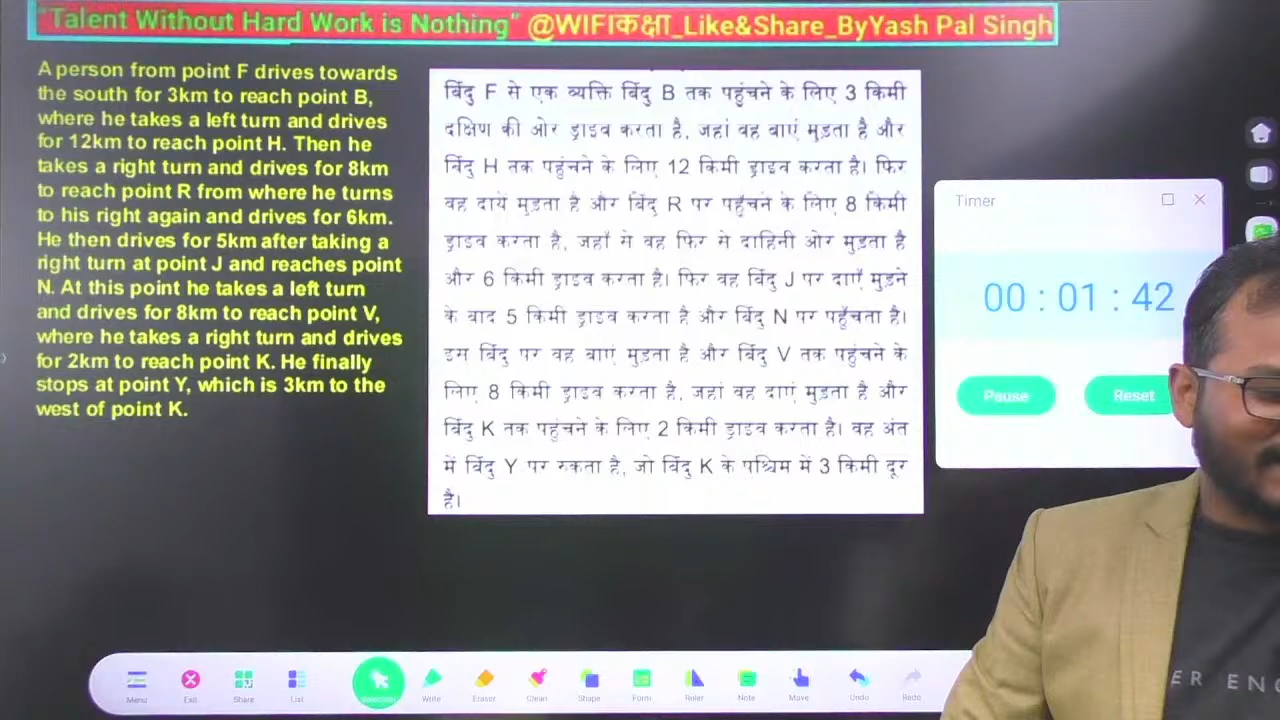 "Talent Without Hard Work is Nothing" @WIFIकक्षा_Like&Share_ByYash Pal Singh
A person from point F drives towards
the south for 3km to reach point B,
where he takes a left turn and drives
for 12km to reach point H. Then he
takes a right turn and drives for 8km
to reach point R from where he turns
to his right again and drives for 6km.
He then drives for 5km after taking a
right turn at point J and reaches point
N. At this point he takes a left turn
and drives for 8km to reach point V,
where he takes a right turn and drives
for 2km to reach point K. He finally
stops at point Y, which is 3km to the
west of point K.
बिंदु F से एक व्यक्ति बिंदु B तक पहुंचने के लिए 3 किमी
दक्षिण की ओर ड्राइव करता है, जहां वह बाएं मुड़ता है और
बिंदु H तक पहुंचने के लिए 12 किमी ड्राइव करता है। फिर
वह दायें मुड़ता है और बिंदु R पर पहुँचने के लिए 8 किमी
ड्राइव करता है, जहाँ से वह फिर से दाहिनी ओर मुड़ता है
और 6 किमी ड्राइव करता है। फिर वह बिंदु J पर दाएँ मुड़ने
के बाद 5 किमी ड्राइव करता है और बिंदु N पर पहुँचता है।
इस बिंदु पर वह बाएं मुड़ता है और बिंदु V तक पहुंचने के
लिए 8 किमी ड्राइव करता है, जहां वह दाएं मुड़ता है और
बिंदु K तक पहुंचने के लिए 2 किमी ड्राइव करता है। वह अंत
में बिंदु Y पर रुकता है, जो बिंदु K के पश्चिम में 3 किमी दूर
है।
Timer
00 : 01 : 42
Pause
Reset
Menu
Exit
Share
List
Write
Eraser
Clean
Shape
Form
Ruler
Note
Move
Undo
Redo
ER ENG